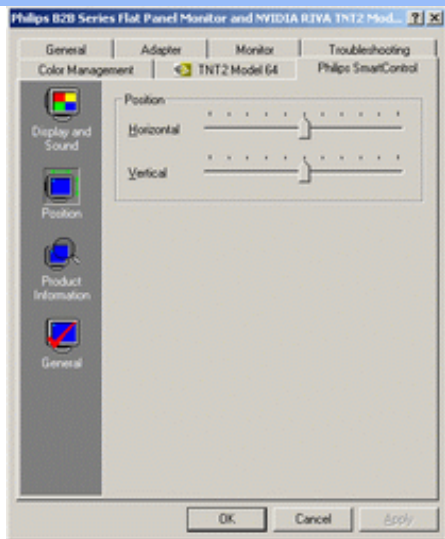 Philips B2B Series Flat Panel Monitor and NVIDIA RIVA TNT2 Mod...
General Adapter Monitor Troubleshooting
Color Management TNT2 Model 64 Philips SmartControl
Display and
Sound
Position
Product
Information
General
Position
Horizontal
Vertical
OK Cancel Apply